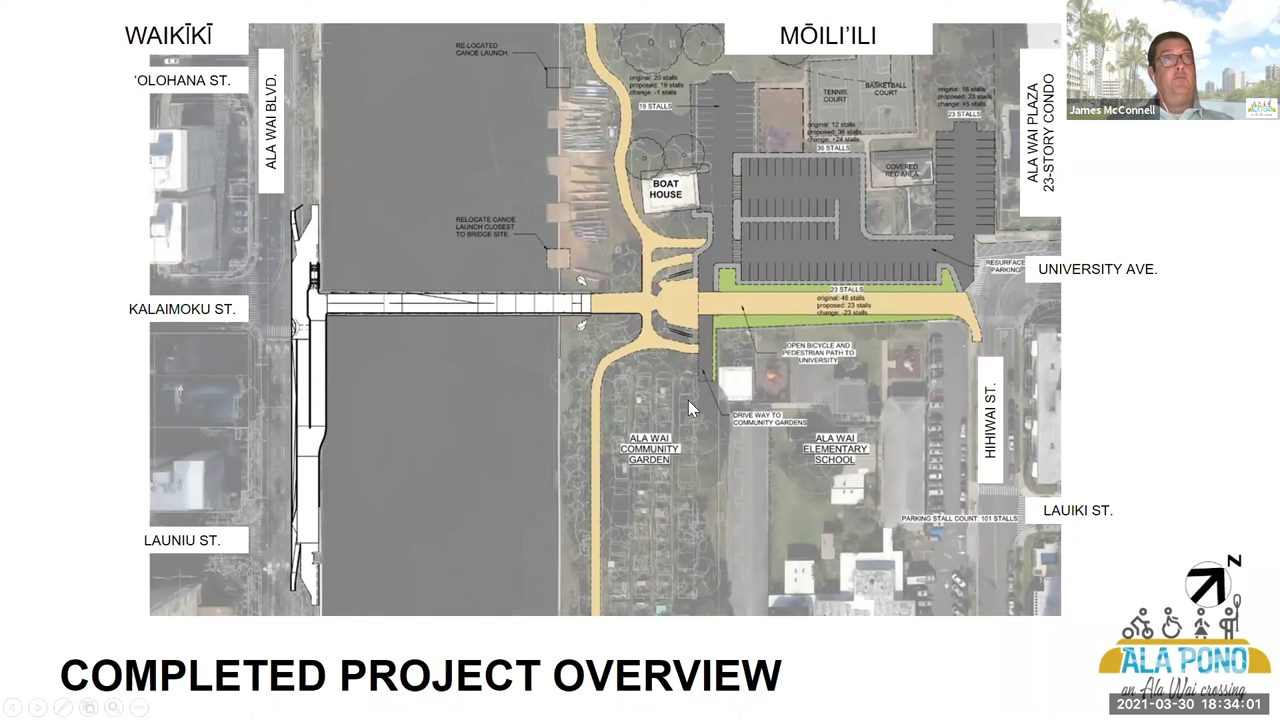 WAIKĪKĪ
MŌILI'ILI
'OLOHANA ST.
ALA WAI BLVD.
KALAIMOKU ST.
LAUNIU ST.
RE-LOCATED
CANOE LAUNCH.
RELOCATE CANOE
LAUNCH CLOSEST
TO BRIDGE SITE.
original: 20 stalls
proposed: 19 stalls
change: -1 stalls
19 STALLS
BOAT
HOUSE
TENNIS
COURT
BASKETBALL
COURT
original: 12 stalls
proposed: 36 stalls
change: +24 stalls
36 STALLS
COVERED
REC AREA
original: 18 stalls
proposed: 23 stalls
change: +5 stalls
23 STALLS
ALA WAI PLAZA
23-STORY CONDO
RESURFACE
PARKING
UNIVERSITY AVE.
23 STALLS
original: 46 stalls
proposed: 23 stalls
change: -23 stalls
OPEN BICYCLE AND
PEDESTRIAN PATH TO
UNIVERSITY
DRIVE WAY TO
COMMUNITY GARDENS
ALA WAI
COMMUNITY
GARDEN
ALA WAI
ELEMENTARY
SCHOOL
HIHIWAI ST.
PARKING STALL COUNT: 101 STALLS
LAUIKI ST.
N
COMPLETED PROJECT OVERVIEW
ALA PONO
an Ala Wai crossing
James McConnell
2021-03-30 18:34:01